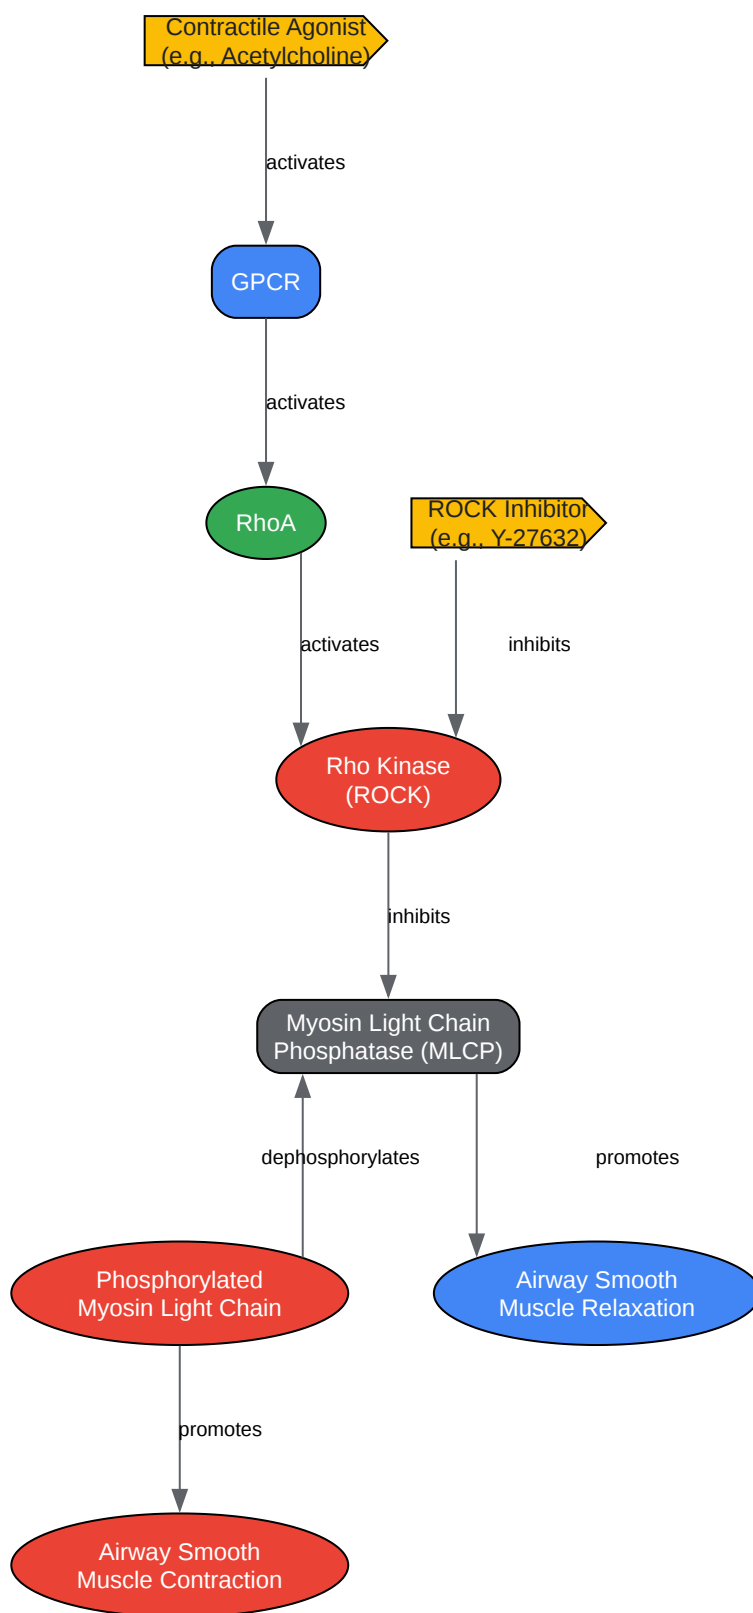 Contractile Agonist
(e.g., Acetylcholine)
activates
GPCR
activates
RhoA
ROCK Inhibitor
(e.g., Y-27632)
activates
inhibits
Rho Kinase
(ROCK)
inhibits
Myosin Light Chain
Phosphatase (MLCP)
dephosphorylates
promotes
Phosphorylated
Myosin Light Chain
Airway Smooth
Muscle Relaxation
promotes
Airway Smooth
Muscle Contraction